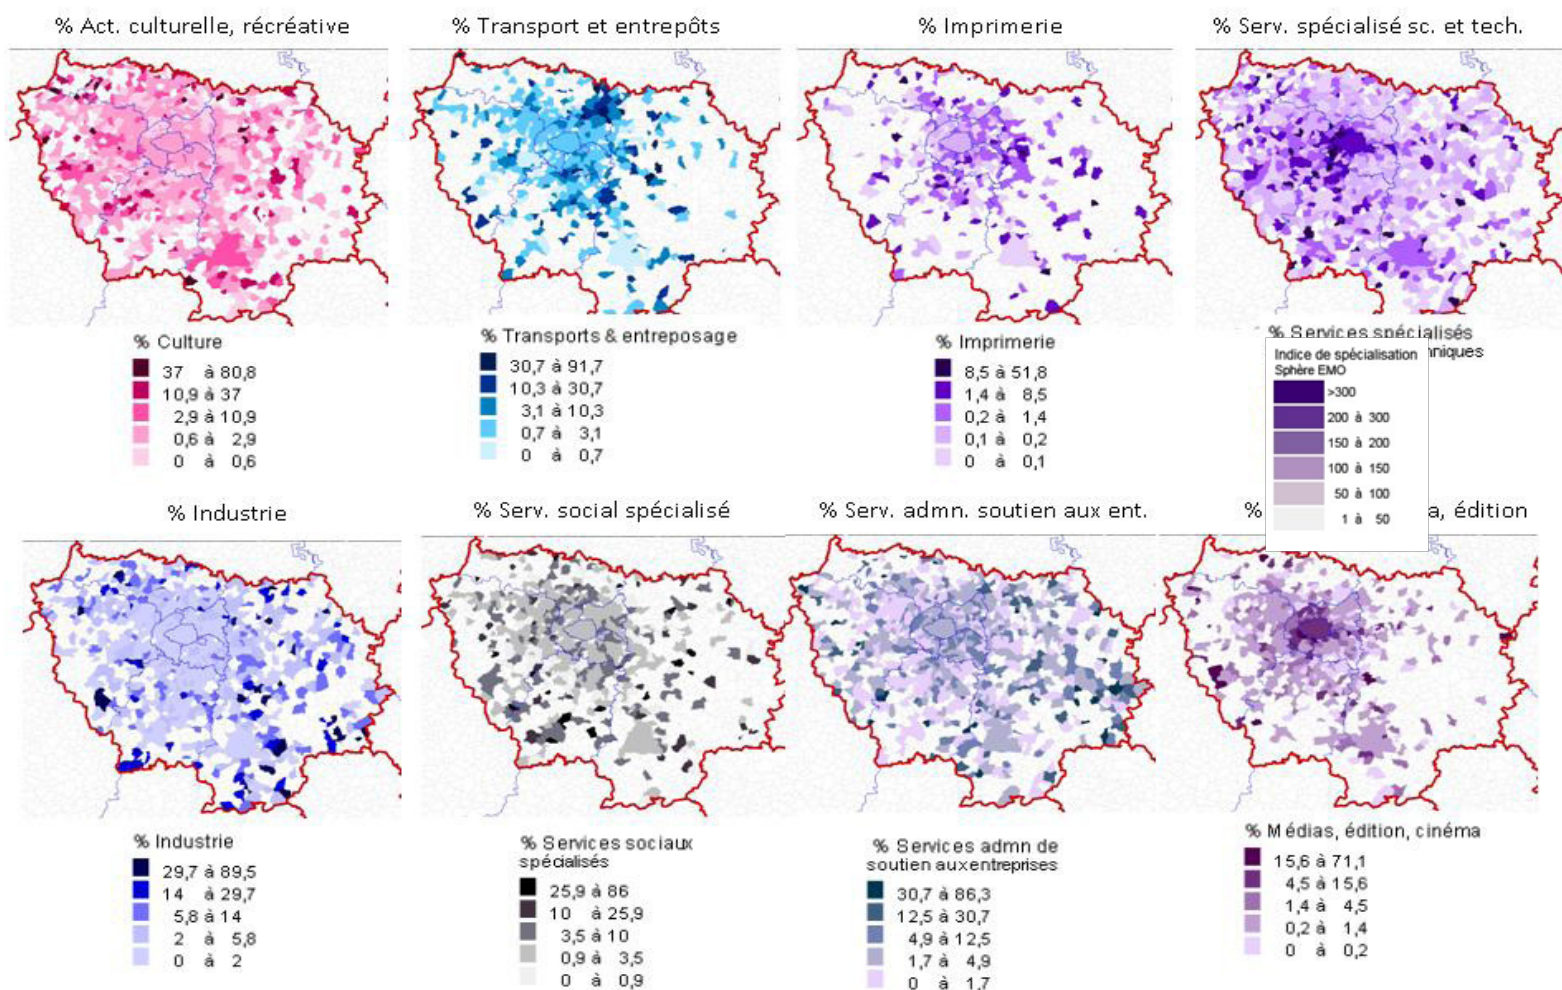 % Act. culturelle, récréative
% Transport et entrepôts
% Imprimerie
% Serv. spécialisé sc. et tech.
% Culture
37 à 80,8
10,9 à 37
2,9 à 10,9
0,6 à 2,9
0 à 0,6
% Transports & entreposage
30,7 à 91,7
10,3 à 30,7
3,1 à 10,3
0,7 à 3,1
0 à 0,7
% Imprimerie
8,5 à 51,8
1,4 à 8,5
0,2 à 1,4
0,1 à 0,2
0 à 0,1
% Services spécialisés
hniques
Indice de spécialisation
Sphère EMO
>300
200 à 300
150 à 200
100 à 150
50 à 100
1 à 50
% Industrie
% Serv. social spécialisé
% Serv. admn. soutien aux ent.
% a, édition
% Industrie
29,7 à 89,5
14 à 29,7
5,8 à 14
2 à 5,8
0 à 2
% Services sociaux
spécialisés
25,9 à 86
10 à 25,9
3,5 à 10
0,9 à 3,5
0 à 0,9
% Services admn de
soutien aux entreprises
30,7 à 86,3
12,5 à 30,7
4,9 à 12,5
1,7 à 4,9
0 à 1,7
% Médias, édition, cinéma
15,6 à 71,1
4,5 à 15,6
1,4 à 4,5
0,2 à 1,4
0 à 0,2